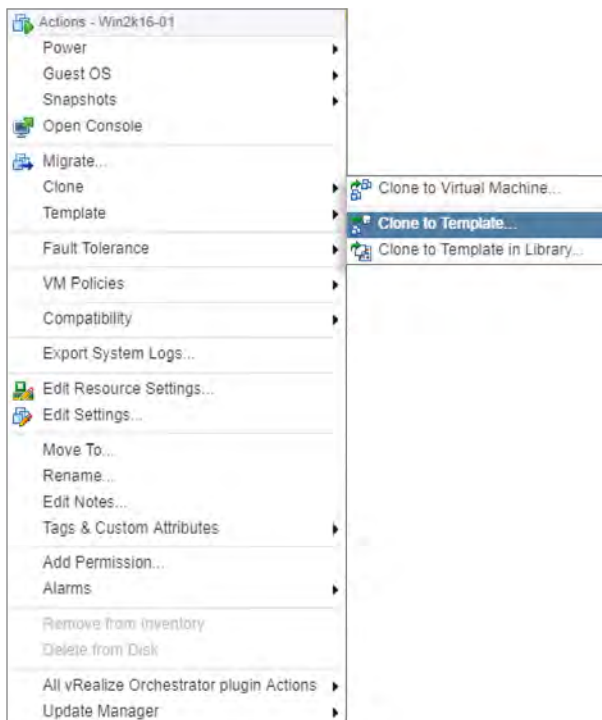 Actions - Win2k16-01
Power
Guest OS
Snapshots
Open Console
Migrate...
Clone
Template
Fault Tolerance
VM Policies
Compatibility
Export System Logs...
Edit Resource Settings...
Edit Settings...
Move To...
Rename...
Edit Notes...
Tags & Custom Attributes
Add Permission...
Alarms
Remove from Inventory
Delete from Disk
All vRealize Orchestrator plugin Actions
Update Manager
Clone to Virtual Machine...
Clone to Template...
Clone to Template in Library...